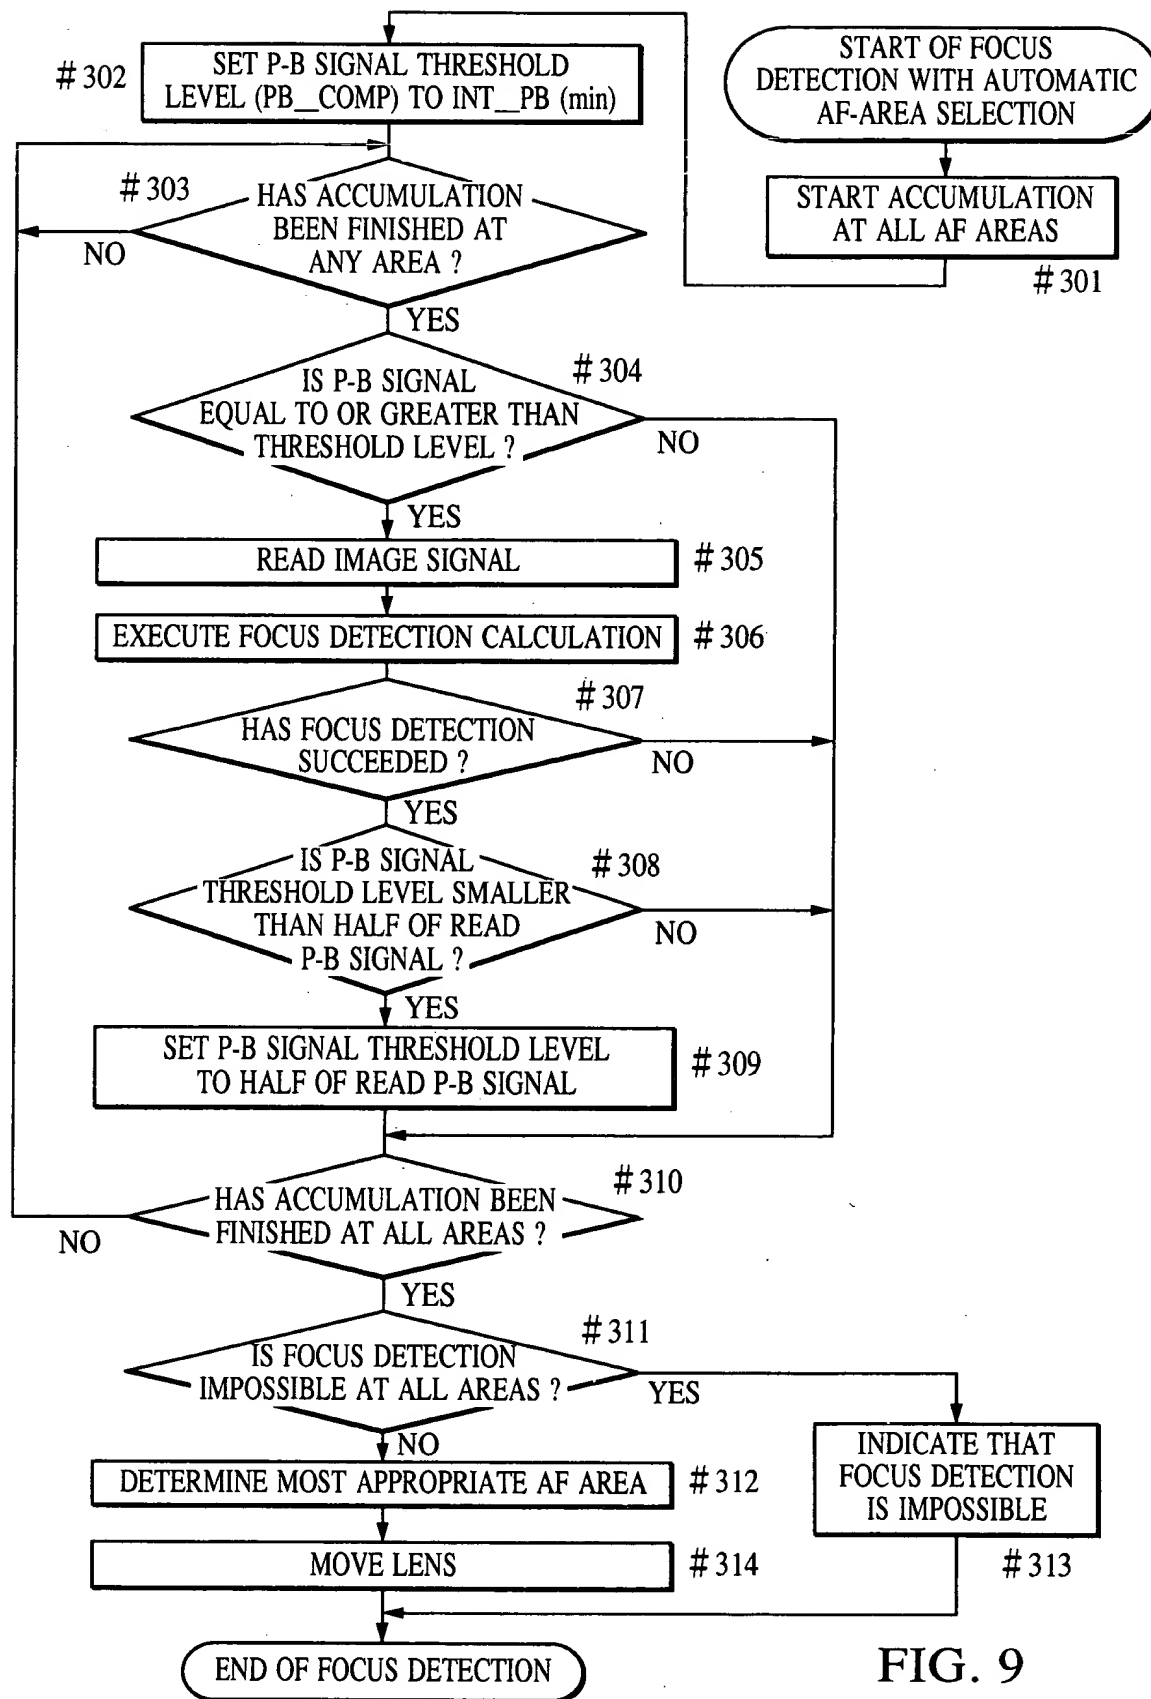 START OF FOCUS
DETECTION WITH AUTOMATIC
AF-AREA SELECTION
START ACCUMULATION
AT ALL AF AREAS
#301
#302
SET P-B SIGNAL THRESHOLD
LEVEL (PB__COMP) TO INT__PB (min)
#303
HAS ACCUMULATION
BEEN FINISHED AT
ANY AREA ?
NO
YES
#304
IS P-B SIGNAL
EQUAL TO OR GREATER THAN
THRESHOLD LEVEL ?
NO
YES
READ IMAGE SIGNAL
#305
EXECUTE FOCUS DETECTION CALCULATION
#306
#307
HAS FOCUS DETECTION
SUCCEEDED ?
NO
YES
IS P-B SIGNAL
THRESHOLD LEVEL SMALLER
THAN HALF OF READ
P-B SIGNAL ?
#308
NO
YES
SET P-B SIGNAL THRESHOLD LEVEL
TO HALF OF READ P-B SIGNAL
#309
#310
HAS ACCUMULATION BEEN
FINISHED AT ALL AREAS ?
NO
YES
#311
IS FOCUS DETECTION
IMPOSSIBLE AT ALL AREAS ?
YES
NO
DETERMINE MOST APPROPRIATE AF AREA
#312
INDICATE THAT
FOCUS DETECTION
IS IMPOSSIBLE
#313
MOVE LENS
#314
END OF FOCUS DETECTION
FIG. 9